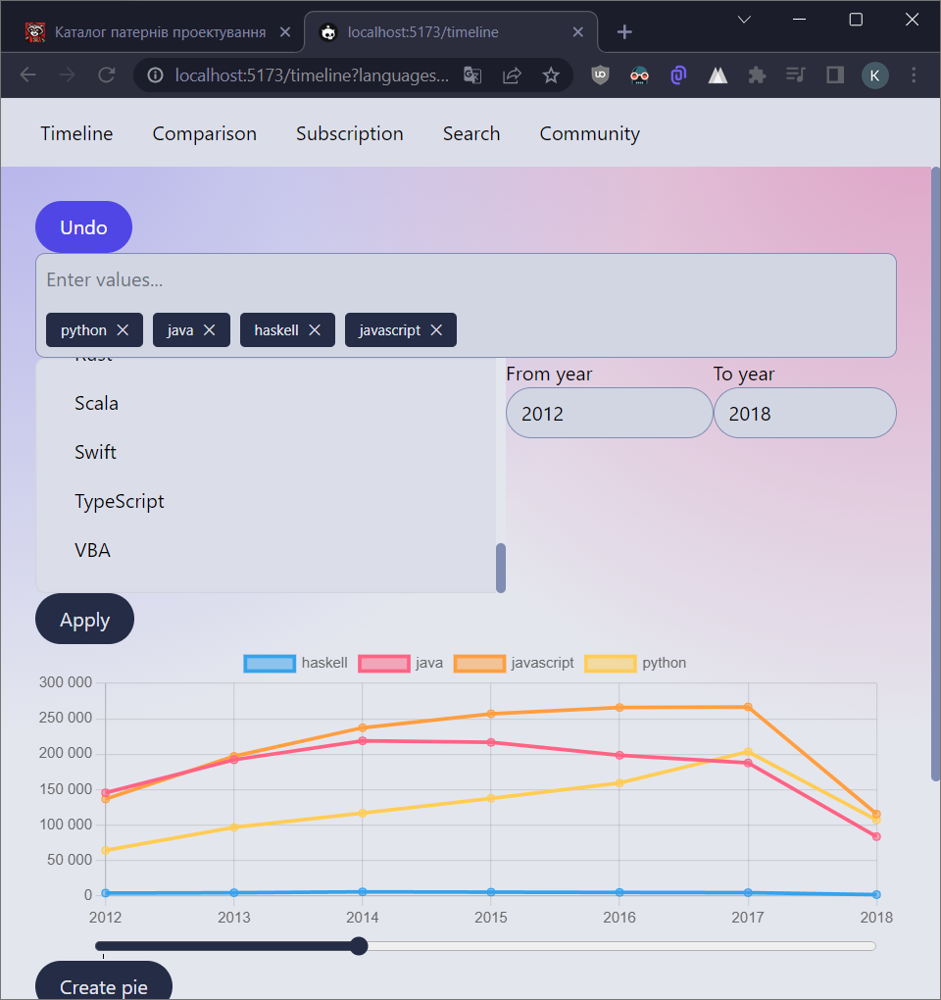 Каталог патернів проектування
localhost:5173/timeline
localhost:5173/timeline?languages...
K
Timeline Comparison Subscription Search Community
Undo
Enter values...
python java haskell javascript
Rust
From year To year
Scala
2012 2018
Swift
TypeScript
VBA
Apply
haskell java javascript python
300 000
250 000
200 000
150 000
100 000
50 000
0
2012 2013 2014 2015 2016 2017 2018
Create pie